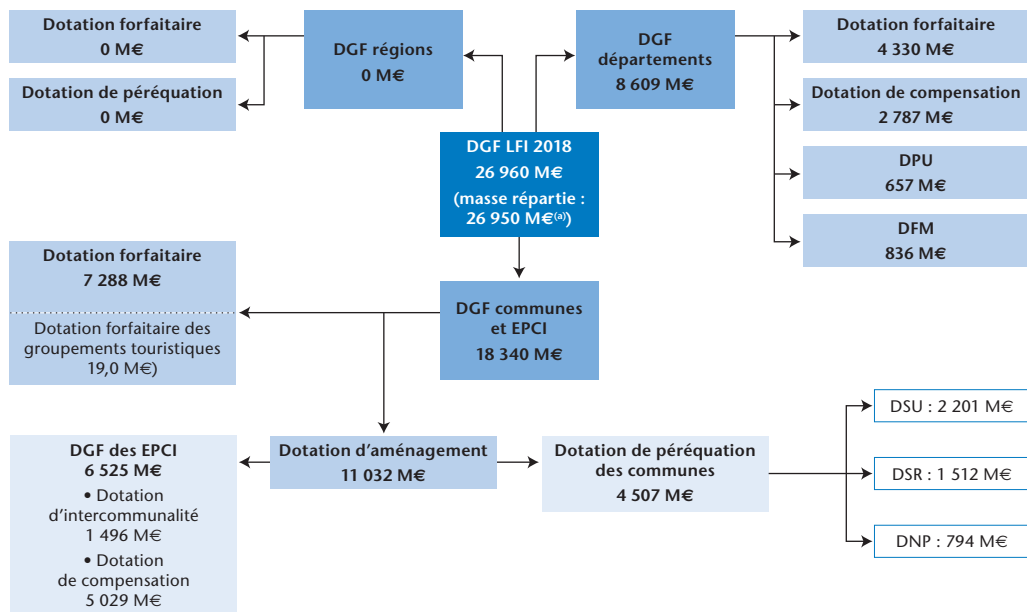 Dotation forfaitaire
0 M€
Dotation de péréquation
0 M€
DGF régions
0 M€
DGF
départements
8 609 M€
Dotation forfaitaire
4 330 M€
Dotation de compensation
2 787 M€
DPU
657 M€
DFM
836 M€
DGF LFI 2018
26 960 M€
(masse répartie :
26 950 M€(a))
Dotation forfaitaire
7 288 M€
Dotation forfaitaire des
groupements touristiques
19,0 M€)
DGF communes
et EPCI
18 340 M€
DGF des EPCI
6 525 M€
• Dotation
d'intercommunalité
1 496 M€
• Dotation
de compensation
5 029 M€
Dotation d'aménagement
11 032 M€
Dotation de péréquation
des communes
4 507 M€
DSU : 2 201 M€
DSR : 1 512 M€
DNP : 794 M€